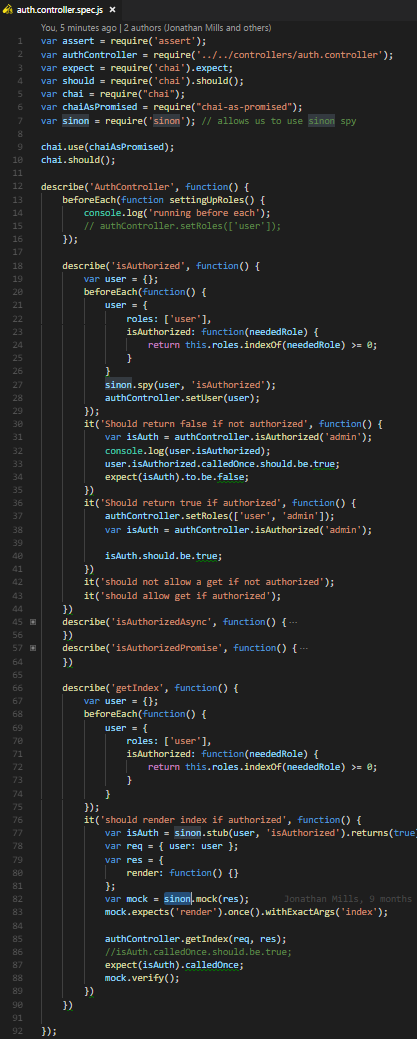 auth.controller.spec.js ×
You, 5 minutes ago | 2 authors (Jonathan Mills and others)
1 var assert = require('assert');
2 var authController = require('../../controllers/auth.controller');
3 var expect = require('chai').expect;
4 var should = require('chai').should();
5 var chai = require("chai");
6 var chaiAsPromised = require("chai-as-promised");
7 var sinon = require('sinon'); // allows us to use sinon spy
8
9 chai.use(chaiAsPromised);
10 chai.should();
11
12 describe('AuthController', function() {
13     beforeEach(function settingUpRoles() {
14         console.log('running before each');
15         // authController.setRoles(['user']);
16     });
17
18     describe('isAuthorized', function() {
19         var user = {};
20         beforeEach(function() {
21             user = {
22                 roles: ['user'],
23                 isAuthorized: function(neededRole) {
24                     return this.roles.indexOf(neededRole) >= 0;
25                 }
26             }
27             sinon.spy(user, 'isAuthorized');
28             authController.setUser(user);
29         });
30         it('Should return false if not authorized', function() {
31             var isAuth = authController.isAuthorized('admin');
32             console.log(user.isAuthorized);
33             user.isAuthorized.calledOnce.should.be.true;
34             expect(isAuth).to.be.false;
35         })
36         it('Should return true if authorized', function() {
37             authController.setRoles(['user', 'admin']);
38             var isAuth = authController.isAuthorized('admin');
39
40             isAuth.should.be.true;
41         })
42         it('should not allow a get if not authorized');
43         it('should allow get if authorized');
44     })
45     describe('isAuthorizedAsync', function() {···
56     })
57     describe('isAuthorizedPromise', function() {···
64     })
65
66     describe('getIndex', function() {
67         var user = {};
68         beforeEach(function() {
69             user = {
70                 roles: ['user'],
71                 isAuthorized: function(neededRole) {
72                     return this.roles.indexOf(neededRole) >= 0;
73                 }
74             }
75         });
76         it('should render index if authorized', function() {
77             var isAuth = sinon.stub(user, 'isAuthorized').returns(true
78             var req = { user: user };
79             var res = {
80                 render: function() {}
81             };
82             var mock = sinon.mock(res);     Jonathan Mills, 9 months
83             mock.expects('render').once().withExactArgs('index');
84
85             authController.getIndex(req, res);
86             //isAuth.calledOnce.should.be.true;
87             expect(isAuth).calledOnce;
88             mock.verify();
89         })
90     })
91
92 });